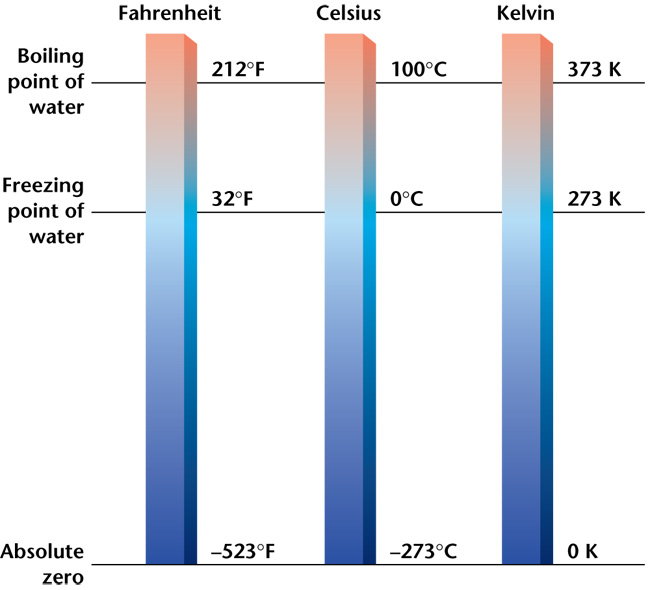 Fahrenheit Celsius Kelvin
Boiling
point of
water
212°F 100°C 373 K
Freezing
point of
water
32°F 0°C 273 K
Absolute
zero
–523°F –273°C 0 K